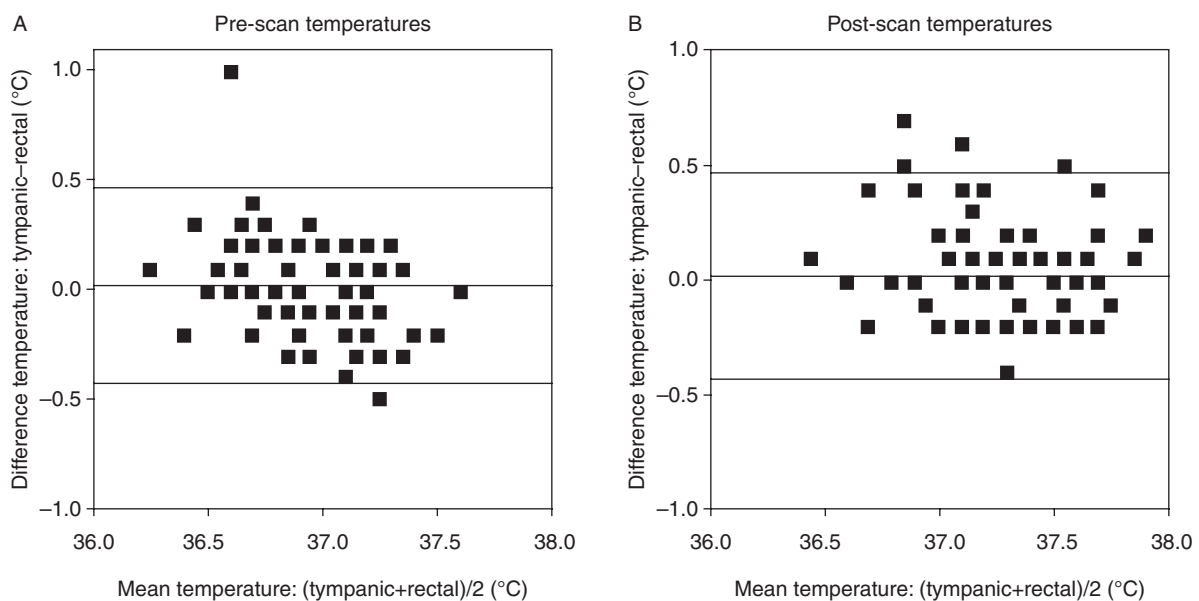 A Pre-scan temperatures
Difference temperature: tympanic–rectal (°C)
1.0
0.5
0.0
–0.5
–1.0
36.0 36.5 37.0 37.5 38.0
Mean temperature: (tympanic+rectal)/2 (°C)
B Post-scan temperatures
Difference temperature: tympanic–rectal (°C)
1.0
0.5
0.0
–0.5
–1.0
36.0 36.5 37.0 37.5 38.0
Mean temperature: (tympanic+rectal)/2 (°C)